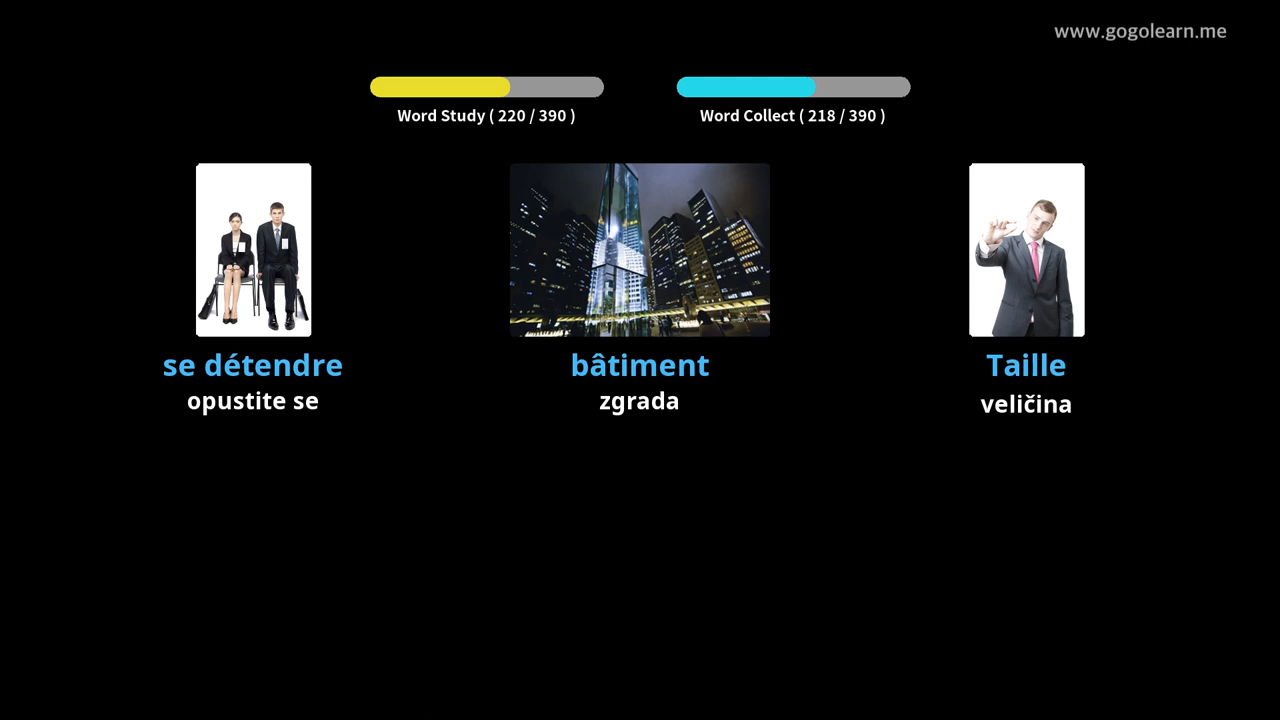 www.gogolearn.me
Word Study ( 220 / 390 )
Word Collect ( 218 / 390 )
se détendre
opustite se
bâtiment
zgrada
Taille
veličina